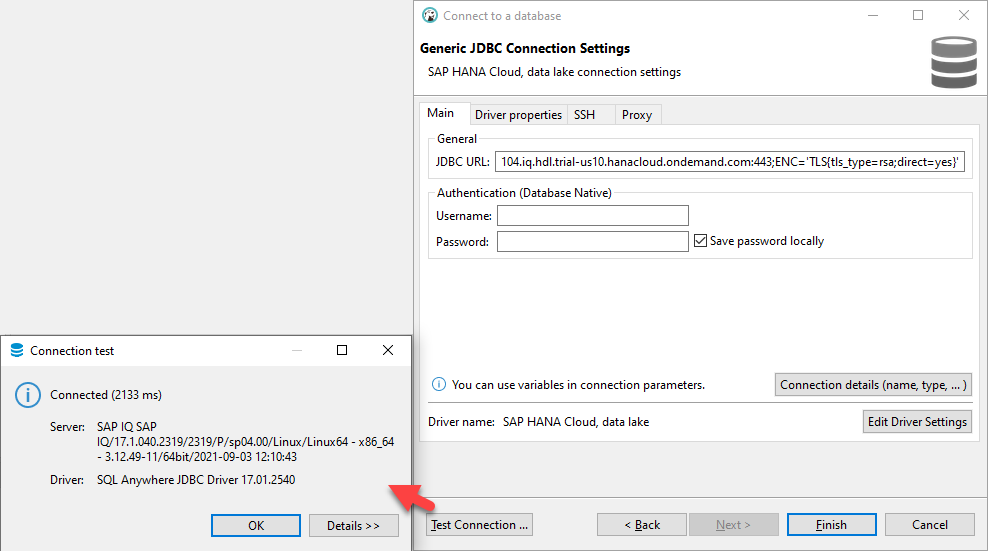 Connect to a database
Generic JDBC Connection Settings
SAP HANA Cloud, data lake connection settings
Main
Driver properties
SSH
Proxy
General
JDBC URL: 104.iq.hdl.trial-us10.hanacloud.ondemand.com:443;ENC='TLS{tls_type=rsa;direct=yes}'
Authentication (Database Native)
Username:
Password:
Save password locally
You can use variables in connection parameters.
Connection details (name, type, ... )
Driver name: SAP HANA Cloud, data lake
Edit Driver Settings
Test Connection ...
< Back
Next >
Finish
Cancel
Connection test
Connected (2133 ms)
Server: SAP IQ SAP
IQ/17.1.040.2319/2319/P/sp04.00/Linux/Linux64 - x86_64
- 3.12.49-11/64bit/2021-09-03 12:10:43
Driver: SQL Anywhere JDBC Driver 17.01.2540
OK
Details >>